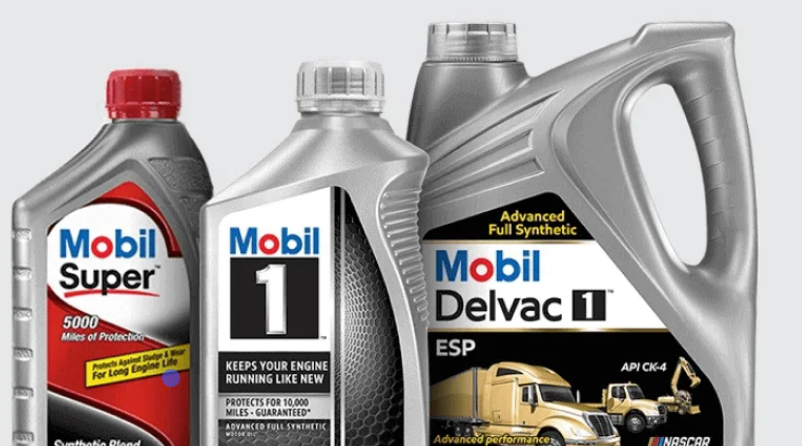 Mobil
Super™
5000
Miles of Protection
Protects Against Sludge & Wear
For Long Engine Life
Synthetic Blend
Mobil
1
KEEPS YOUR ENGINE
RUNNING LIKE NEW
PROTECTS FOR 10,000
MILES - GUARANTEED*
ADVANCED FULL SYNTHETIC
MOTOR OIL
Advanced
Full Synthetic
Mobil
Delvac 1™
ESP
API CK-4
NASCAR
Advanced performance